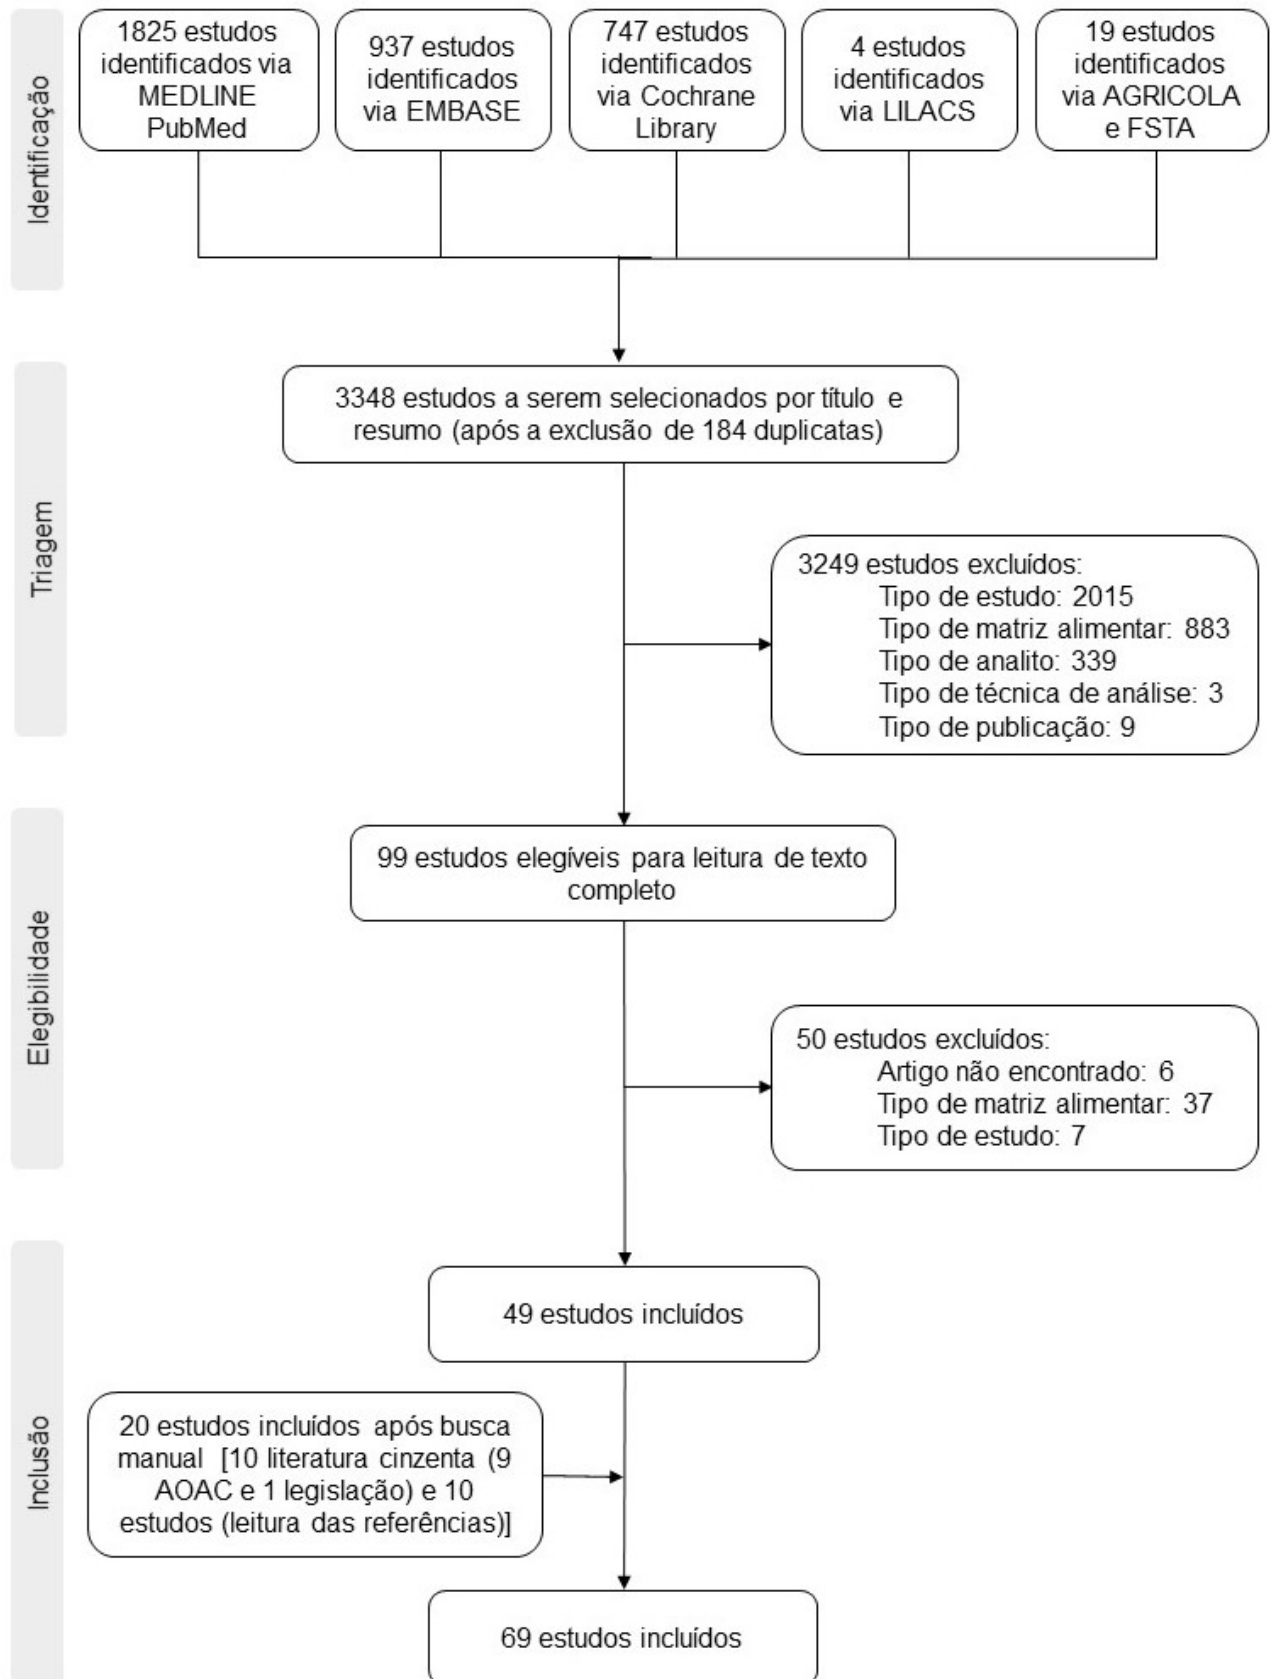 Identificação
1825 estudos
identificados via
MEDLINE
PubMed
937 estudos
identificados
via EMBASE
747 estudos
identificados
via Cochrane
Library
4 estudos
identificados
via LILACS
19 estudos
identificados
via AGRICOLA
e FSTA
Triagem
3348 estudos a serem selecionados por título e
resumo (após a exclusão de 184 duplicatas)
3249 estudos excluídos:
Tipo de estudo: 2015
Tipo de matriz alimentar: 883
Tipo de analito: 339
Tipo de técnica de análise: 3
Tipo de publicação: 9
Elegibilidade
99 estudos elegíveis para leitura de texto
completo
50 estudos excluídos:
Artigo não encontrado: 6
Tipo de matriz alimentar: 37
Tipo de estudo: 7
Inclusão
49 estudos incluídos
20 estudos incluídos após busca
manual [10 literatura cinzenta (9
AOAC e 1 legislação) e 10
estudos (leitura das referências)]
69 estudos incluídos